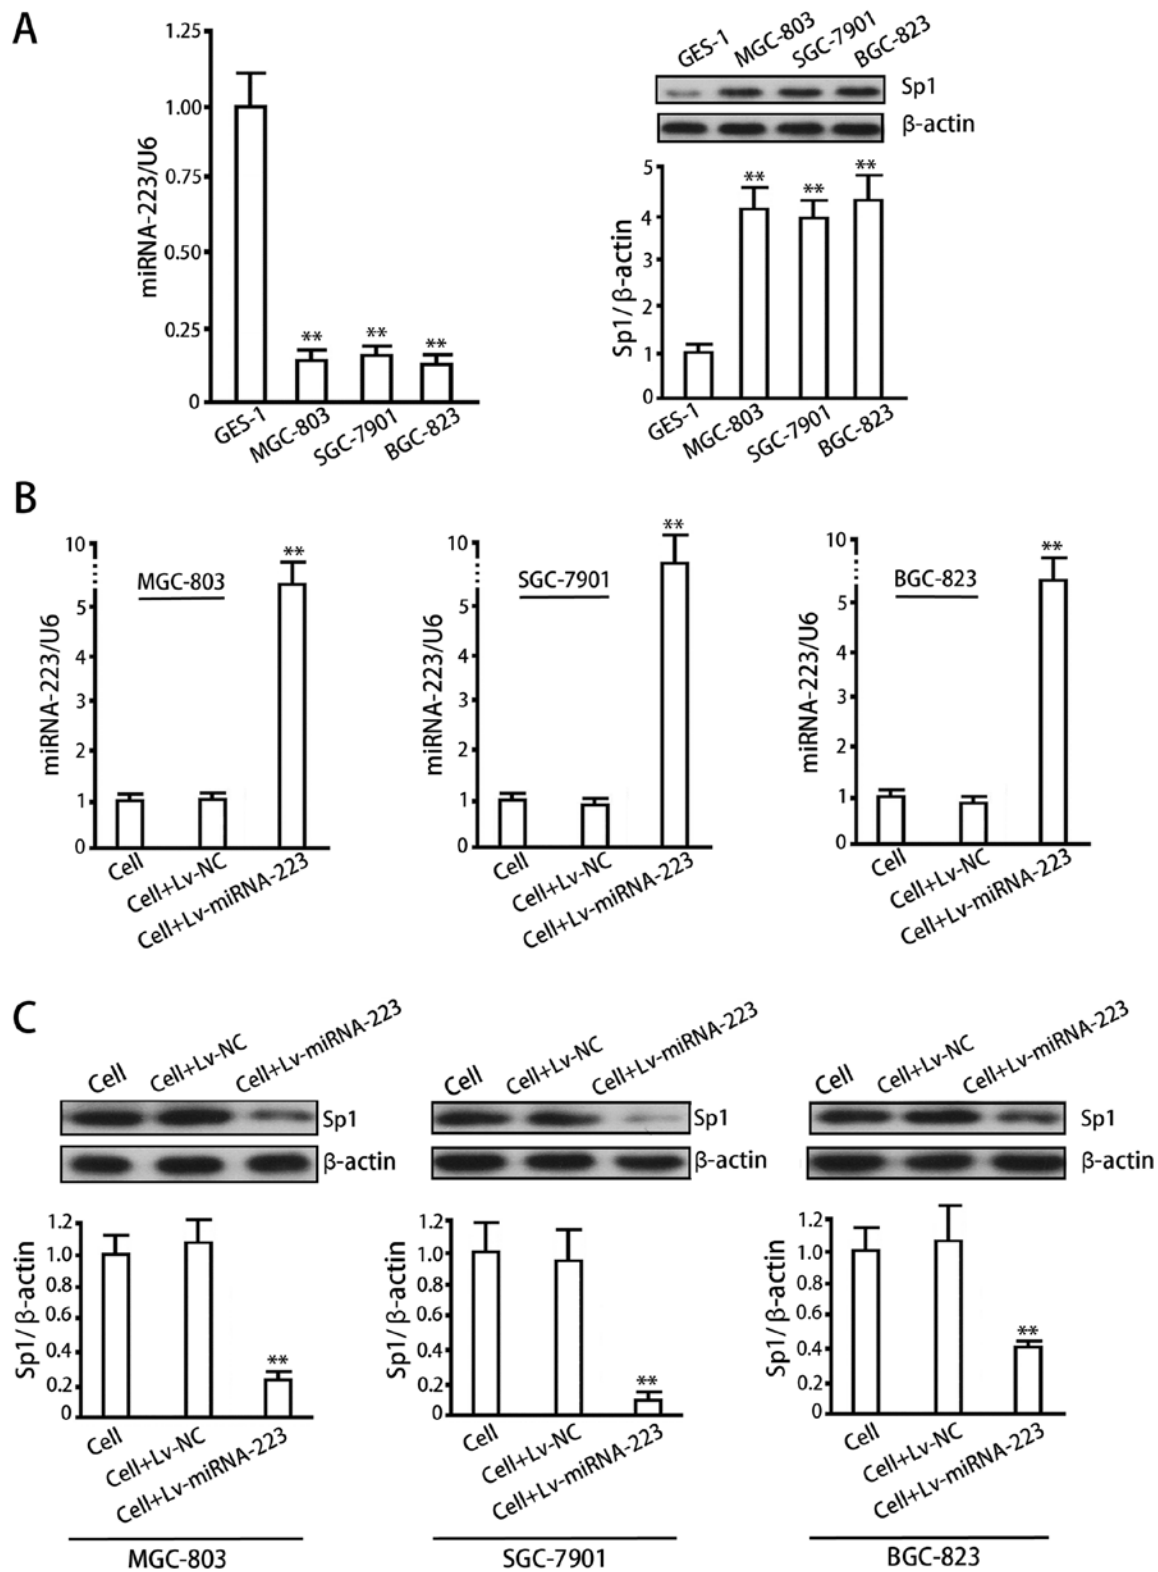 A
1.25
1.00
0.75
0.50
0.25
0
miRNA-223/U6
**
**
**
GES-1
MGC-803
SGC-7901
BGC-823
GES-1
MGC-803
SGC-7901
BGC-823
Sp1
β-actin
5
4
3
2
1
0
Sp1/β-actin
**
**
**
GES-1
MGC-803
SGC-7901
BGC-823
B
10
5
4
3
2
1
0
miRNA-223/U6
MGC-803
**
Cell
Cell+Lv-NC
Cell+Lv-miRNA-223
10
5
4
3
2
1
0
miRNA-223/U6
SGC-7901
**
Cell
Cell+Lv-NC
Cell+Lv-miRNA-223
10
5
4
3
2
1
0
miRNA-223/U6
BGC-823
**
Cell
Cell+Lv-NC
Cell+Lv-miRNA-223
C
Cell
Cell+Lv-NC
Cell+Lv-miRNA-223
Sp1
β-actin
1.2
1.0
0.8
0.6
0.4
0.2
0
Sp1/β-actin
**
Cell
Cell+Lv-NC
Cell+Lv-miRNA-223
MGC-803
Cell
Cell+Lv-NC
Cell+Lv-miRNA-223
Sp1
β-actin
1.2
1.0
0.8
0.6
0.4
0.2
0
Sp1/β-actin
**
Cell
Cell+Lv-NC
Cell+Lv-miRNA-223
SGC-7901
Cell
Cell+Lv-NC
Cell+Lv-miRNA-223
Sp1
β-actin
1.2
1.0
0.8
0.6
0.4
0.2
0
Sp1/β-actin
**
Cell
Cell+Lv-NC
Cell+Lv-miRNA-223
BGC-823